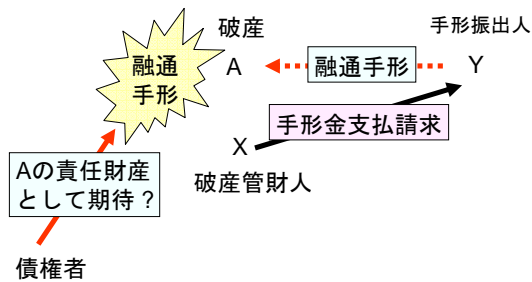 破産
手形振出人
融通
手形
A
融通手形
Y
手形金支払請求
X
破産管財人
Aの責任財産
として期待?
債権者